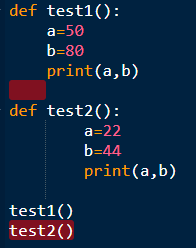 def test1():
    a=50
    b=80
    print(a,b)

def test2():
        a=22
        b=44
        print(a,b)

test1()
test2()